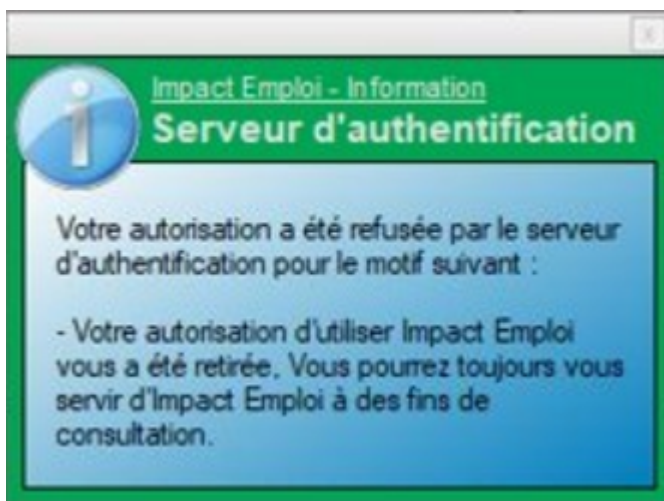 Impact Emploi - Information
Serveur d'authentification
Votre autorisation a été refusée par le serveur
d'authentification pour le motif suivant :
- Votre autorisation d'utiliser Impact Emploi
vous a été retirée, Vous pourrez toujours vous
servir d'Impact Emploi à des fins de
consultation.